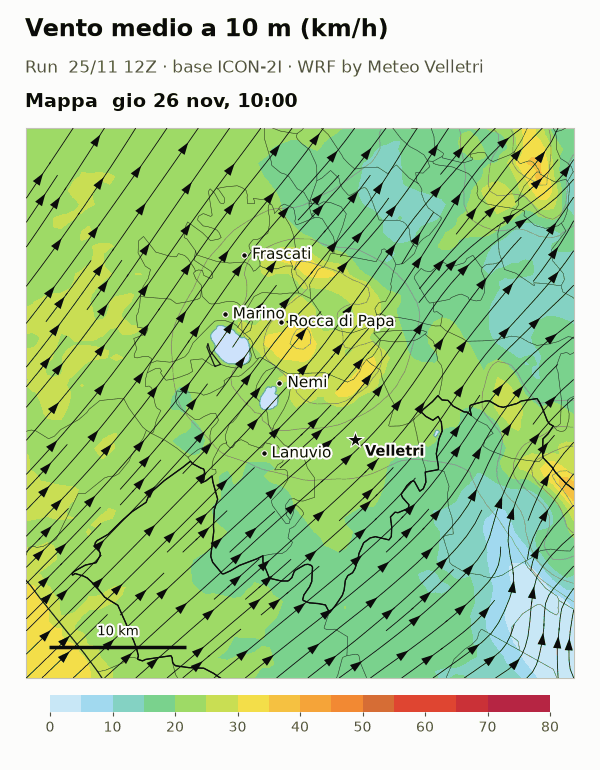 Vento medio a 10 m (km/h)
Run  25/11 12Z · base ICON-2I · WRF by Meteo Velletri
Mappa  gio 26 nov, 10:00
Frascati
Marino
Rocca di Papa
Nemi
Velletri
Lanuvio
10 km
0 10 20 30 40 50 60 70 80